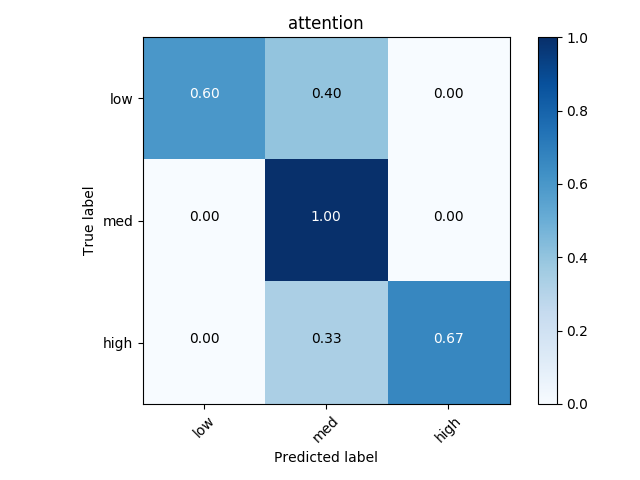 attention
1.0
low 0.60 0.40 0.00
0.8
True label
0.6
med 0.00 1.00 0.00
0.4
high 0.00 0.33 0.67
0.2
0.0
low med high
Predicted label